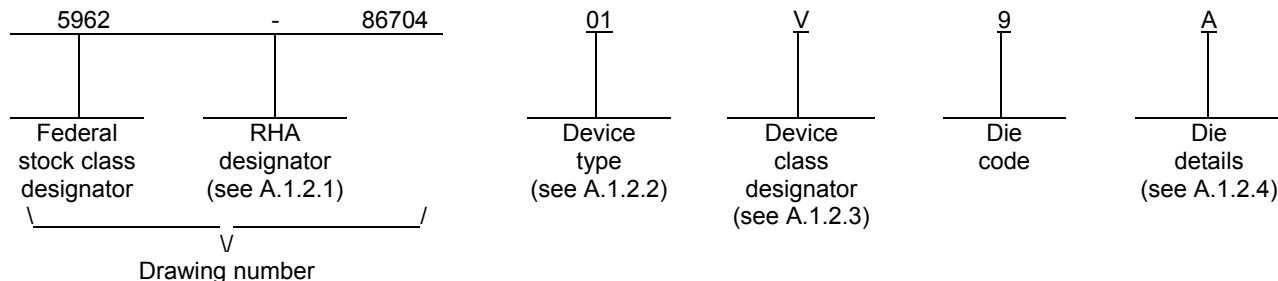 5962 - 86704 01 V 9 A
Federal stock class designator
RHA designator (see A.1.2.1)
Device type (see A.1.2.2)
Device class designator (see A.1.2.3)
Die code
Die details (see A.1.2.4)
\ /
\/
Drawing number